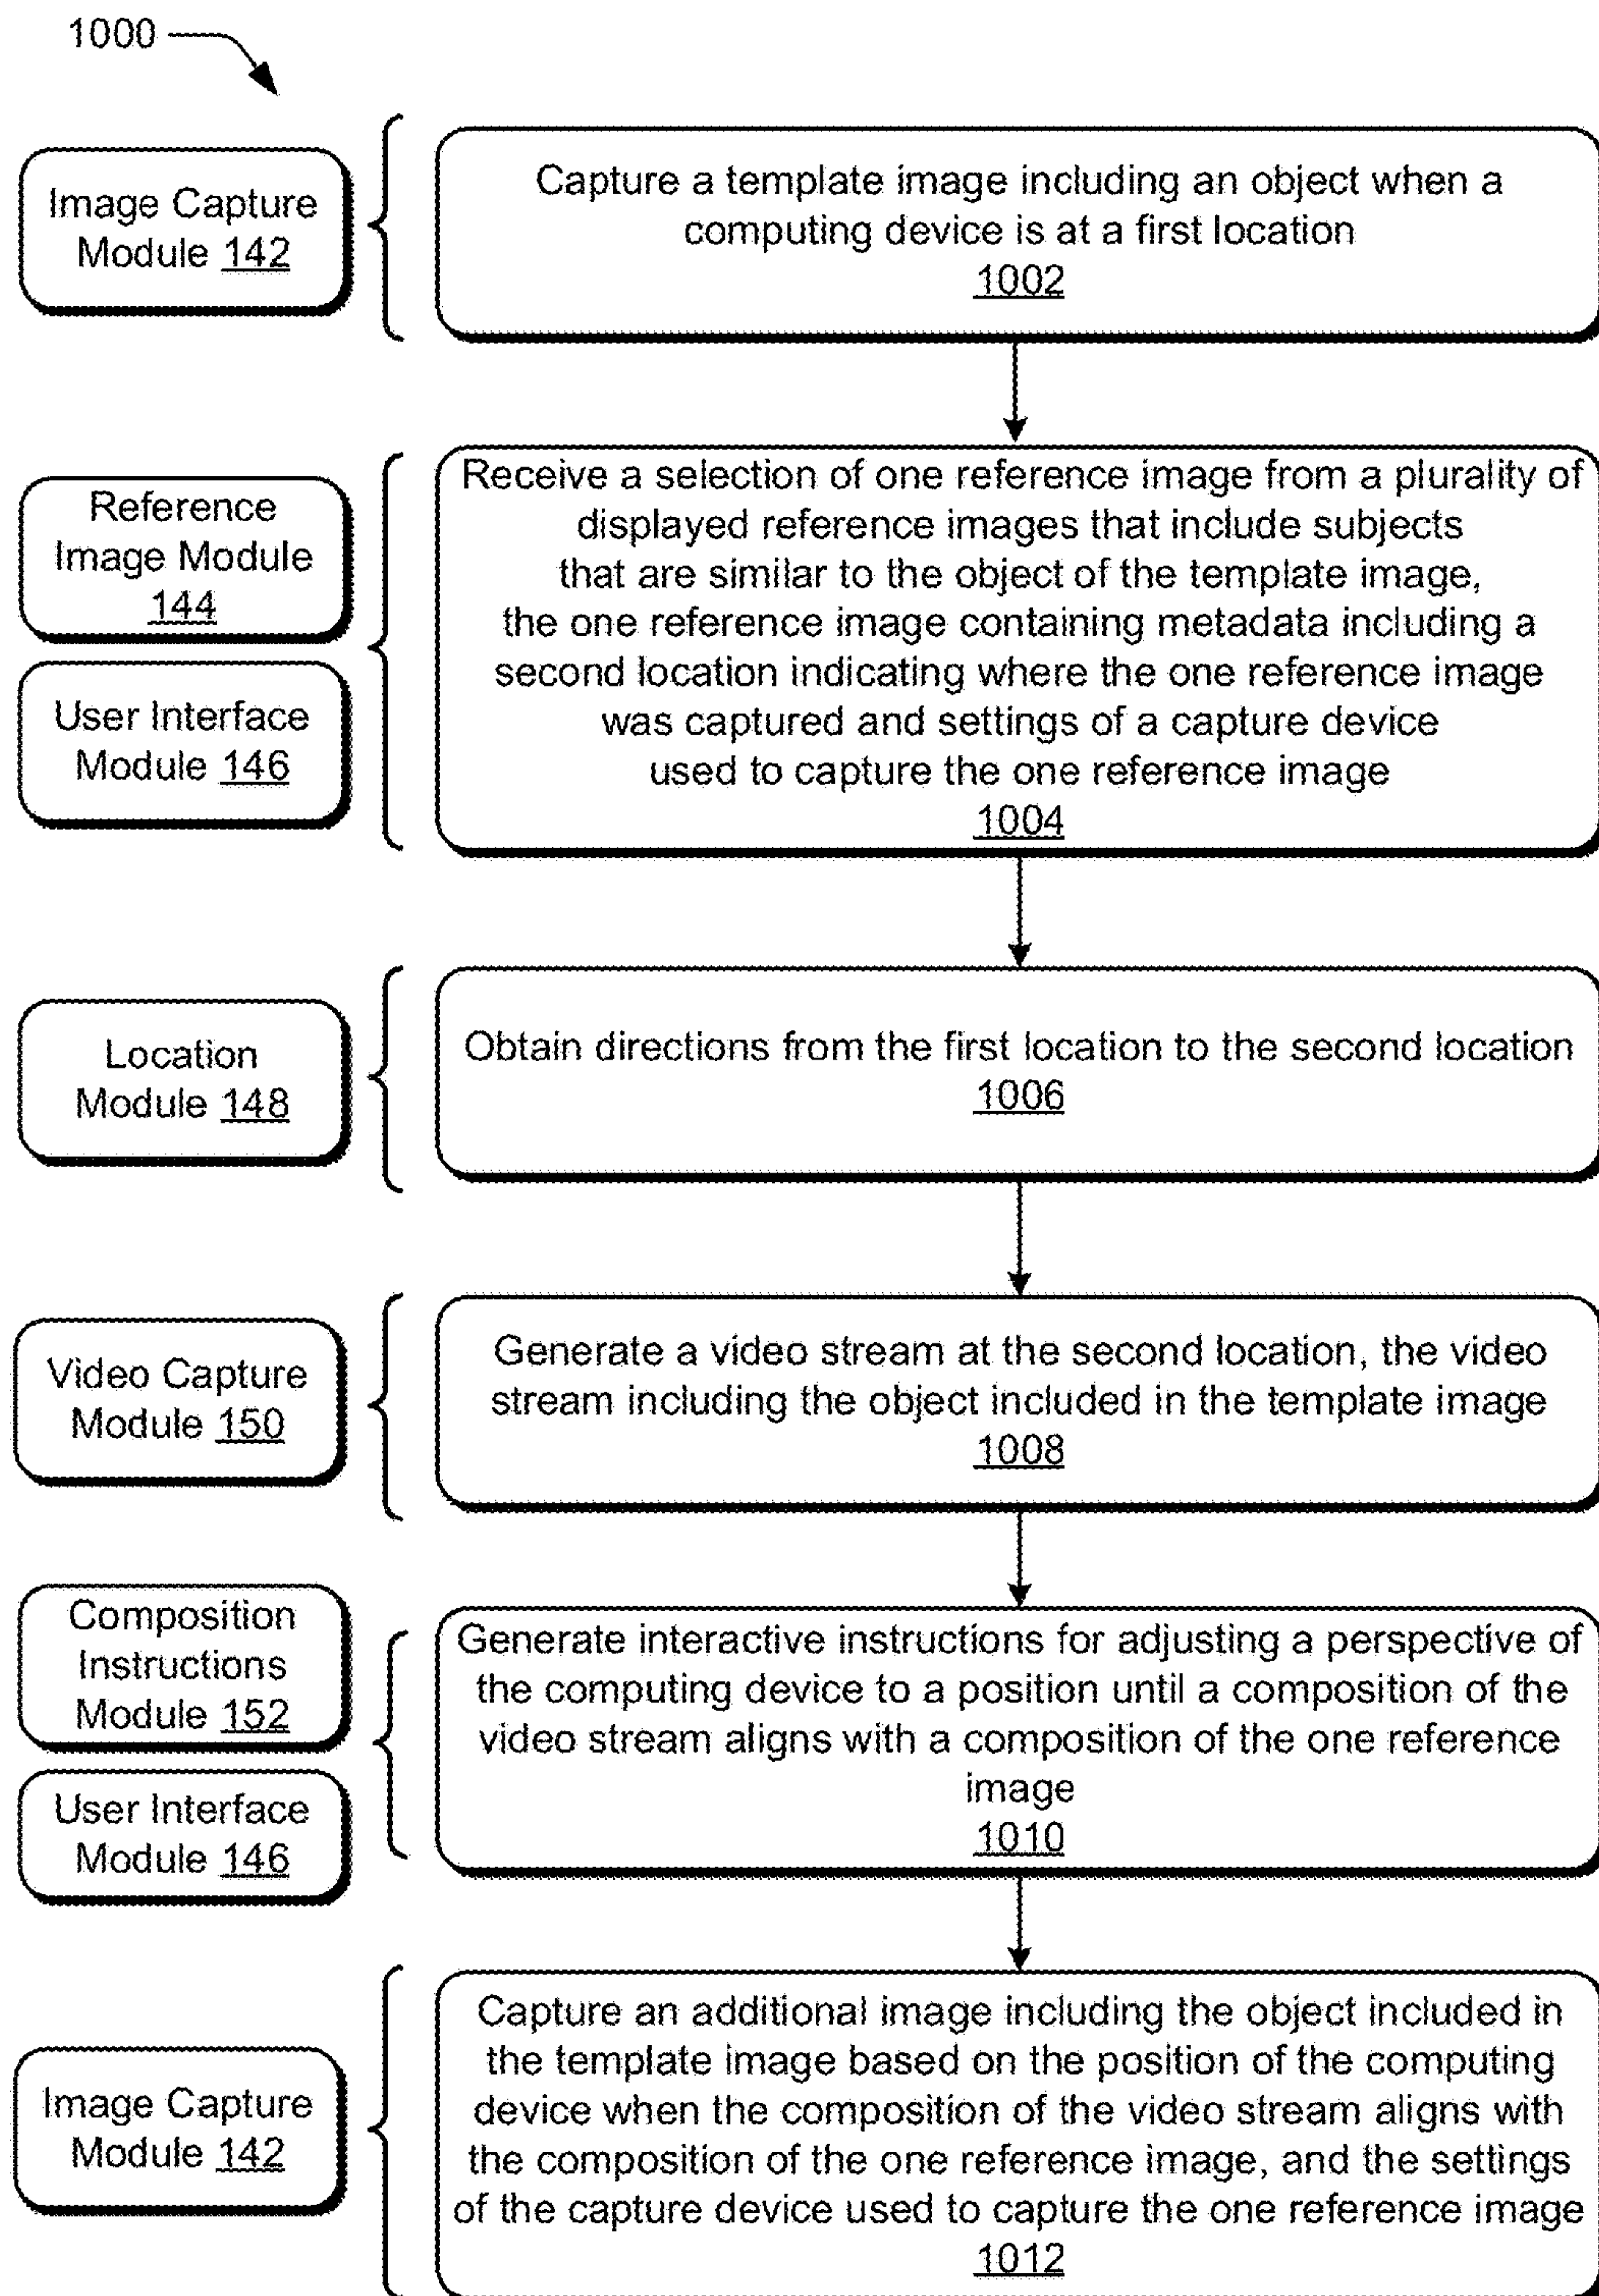 1000
Image Capture
Module 142
Capture a template image including an object when a
computing device is at a first location
1002
Reference
Image Module
144
User Interface
Module 146
Receive a selection of one reference image from a plurality of
displayed reference images that include subjects
that are similar to the object of the template image,
the one reference image containing metadata including a
second location indicating where the one reference image
was captured and settings of a capture device
used to capture the one reference image
1004
Location
Module 148
Obtain directions from the first location to the second location
1006
Video Capture
Module 150
Generate a video stream at the second location, the video
stream including the object included in the template image
1008
Composition
Instructions
Module 152
User Interface
Module 146
Generate interactive instructions for adjusting a perspective of
the computing device to a position until a composition of the
video stream aligns with a composition of the one reference
image
1010
Image Capture
Module 142
Capture an additional image including the object included in
the template image based on the position of the computing
device when the composition of the video stream aligns with
the composition of the one reference image, and the settings
of the capture device used to capture the one reference image
1012